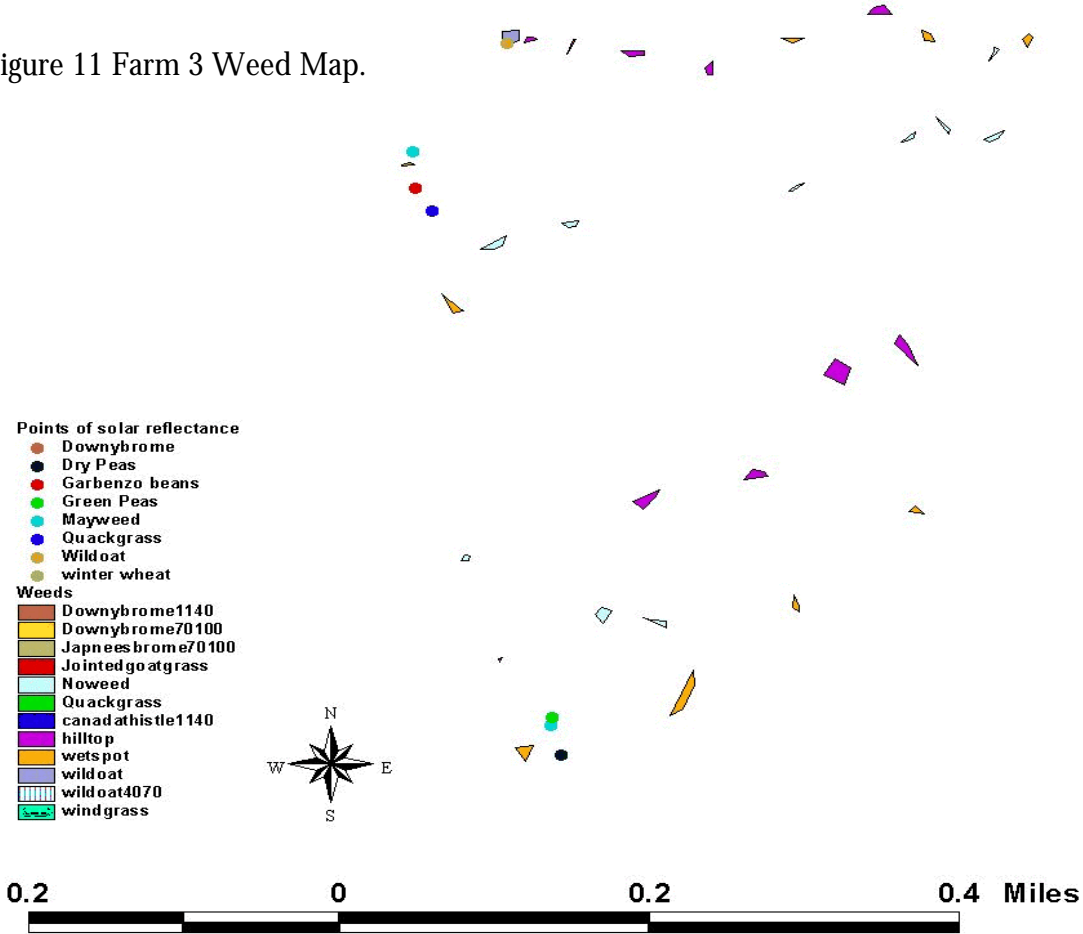 igure 11 Farm 3 Weed Map.
Points of solar reflectance
Downybrome
Dry Peas
Garbenzo beans
Green Peas
Mayweed
Quackgrass
Wildoat
winter wheat
Weeds
Downybrome1140
Downybrome70100
Japneesbrome70100
Jointedgoatgrass
Noweed
Quackgrass
canadathistle1140
hilltop
wetspot
wildoat
wildoat4070
windgrass
N
W E
S
0.2 0 0.2 0.4 Miles